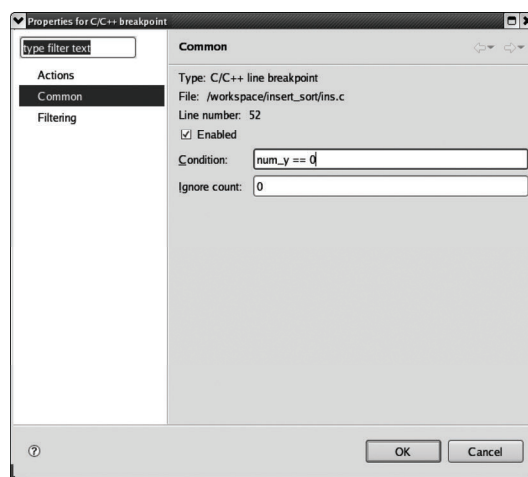 Properties for C/C++ breakpoint
type filter text
Actions
Common
Filtering
Common
Type: C/C++ line breakpoint
File: /workspace/insert_sort/ins.c
Line number: 52
Enabled
Condition: num_y == 0
Ignore count: 0
OK
Cancel